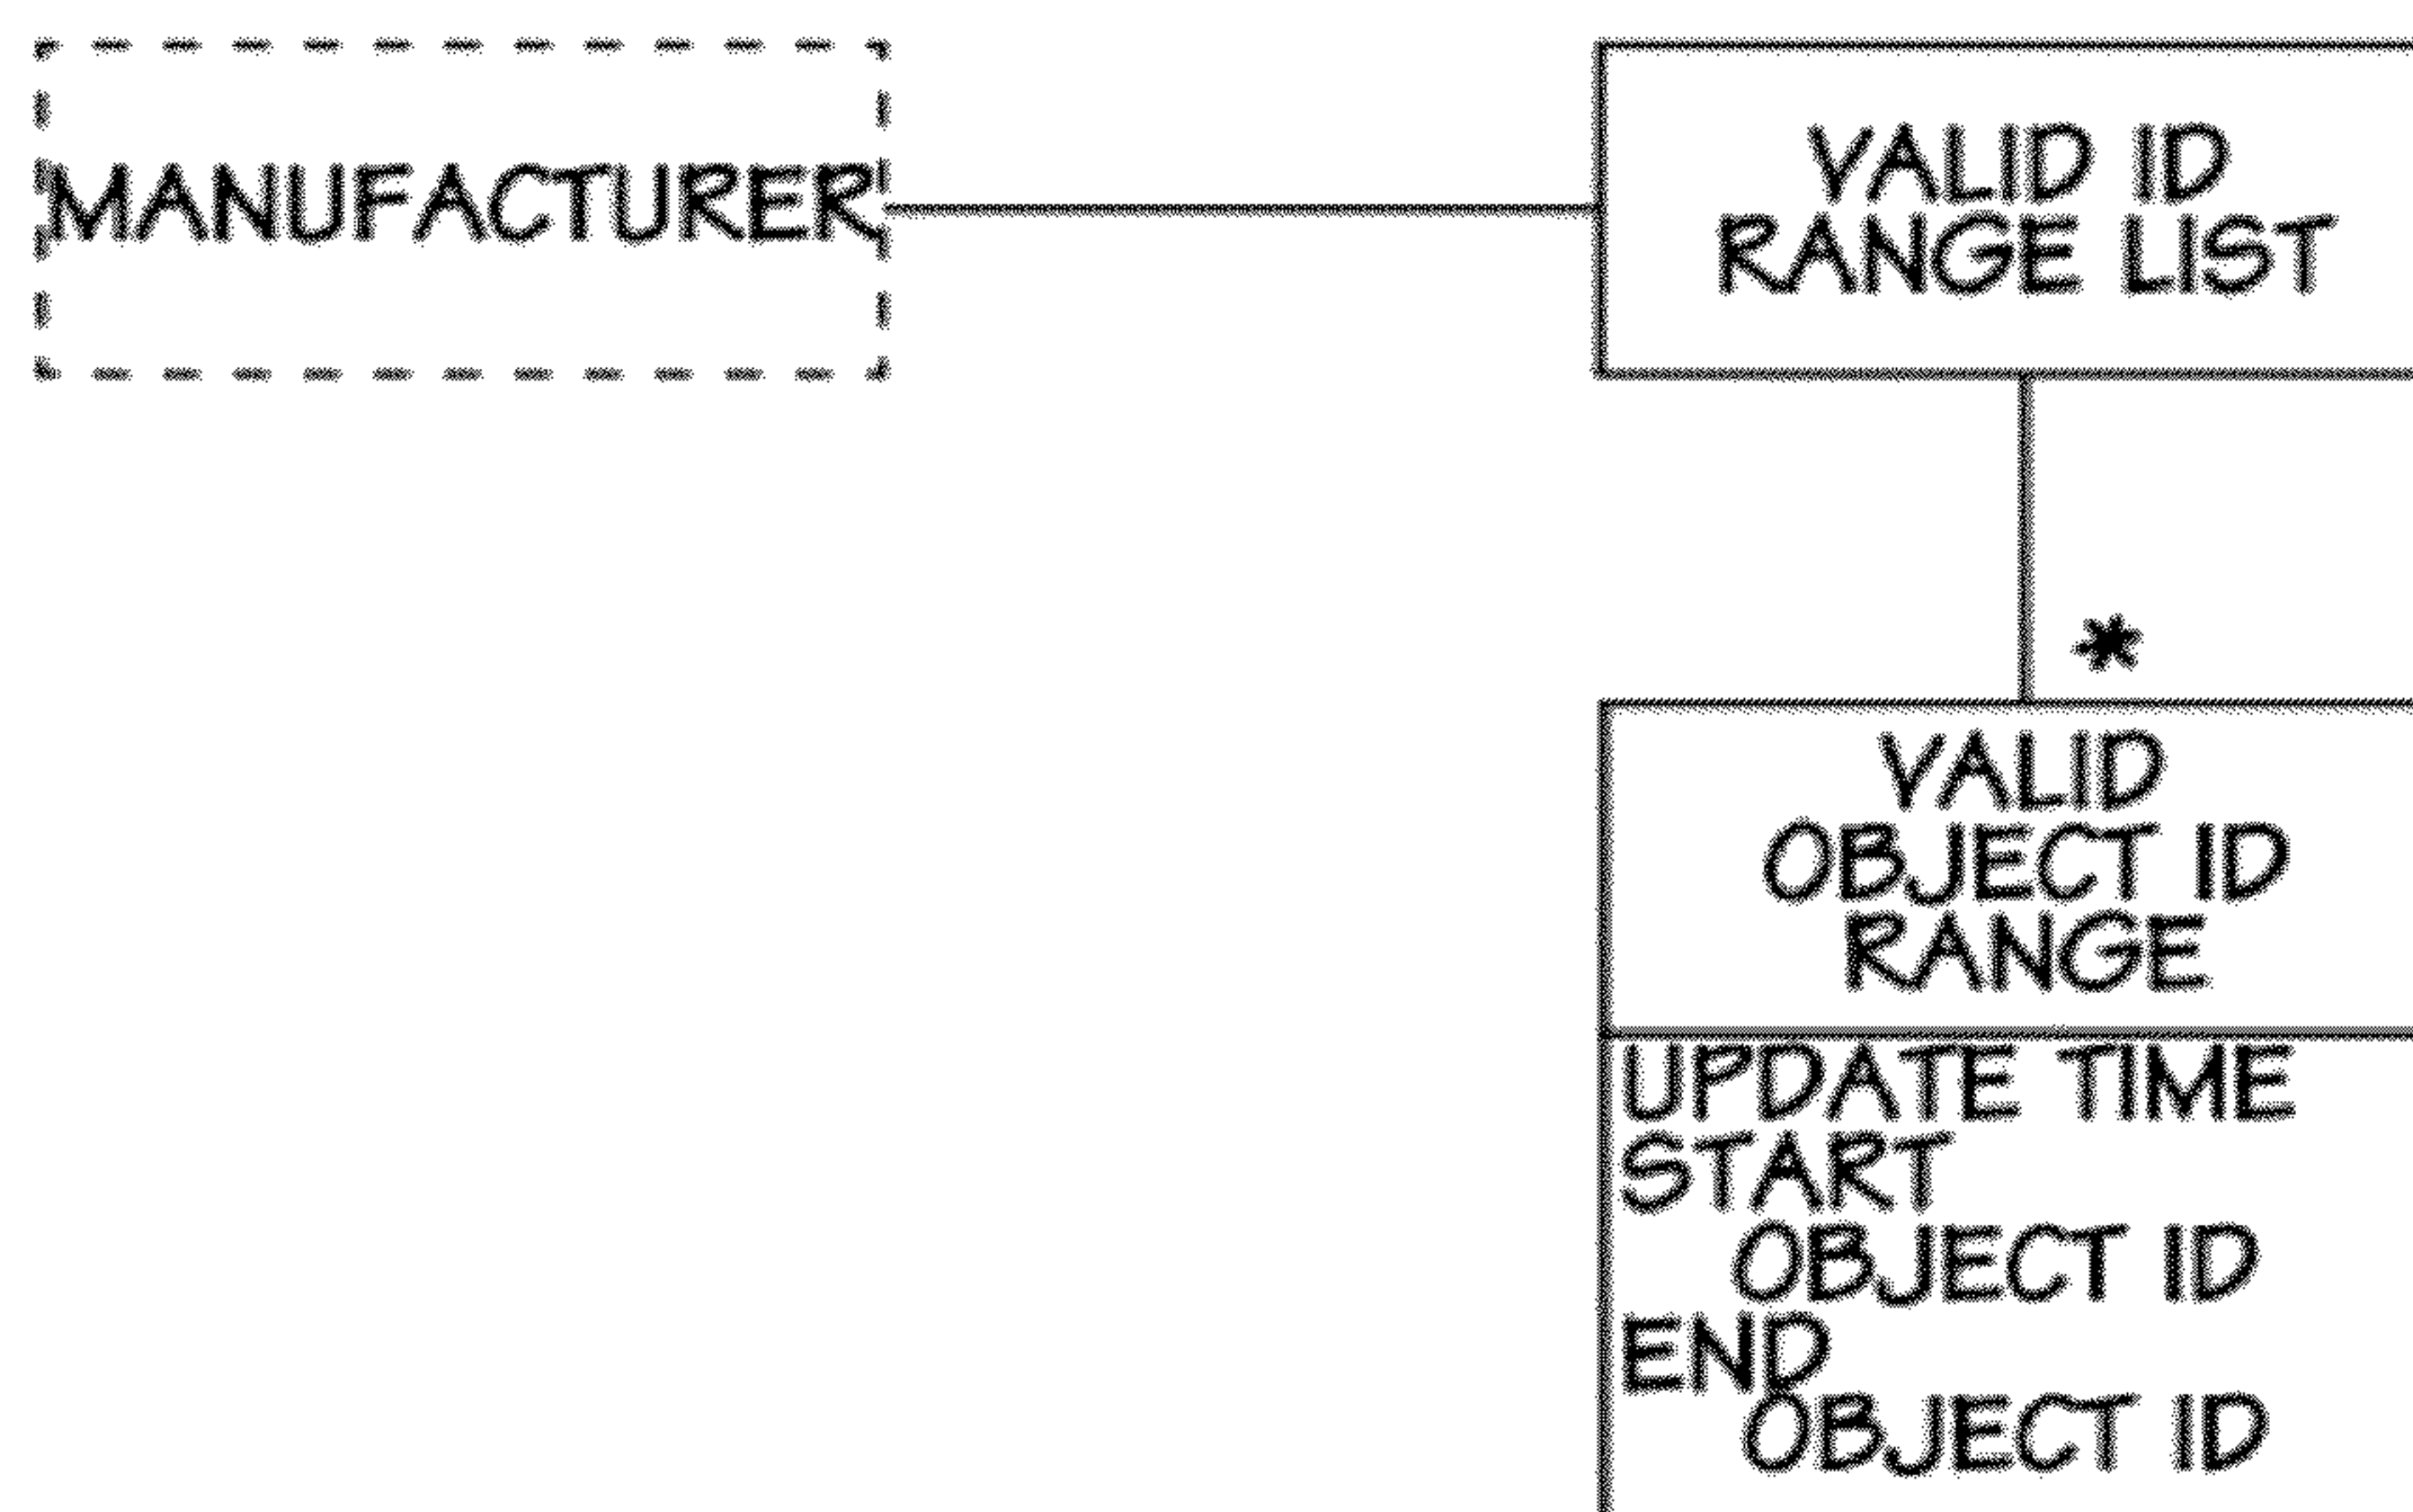 MANUFACTURER
VALID ID
RANGE LIST
*
VALID
OBJECT ID
RANGE
UPDATE TIME
START
OBJECT ID
END
OBJECT ID